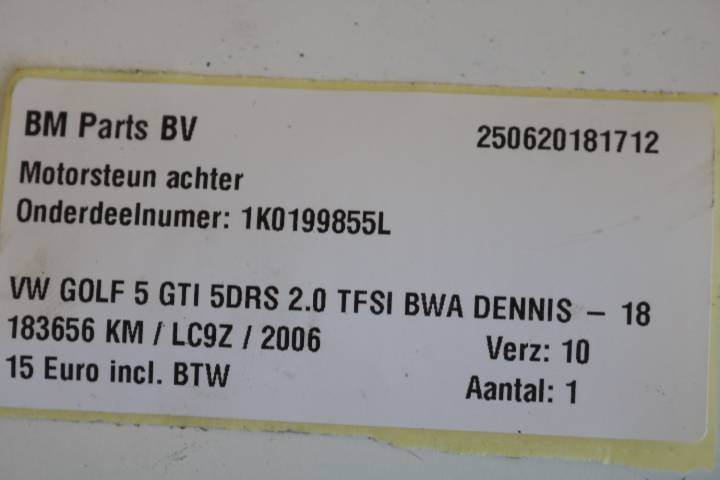 BM Parts BV 250620181712
Motorsteun achter
Onderdeelnumer: 1K0199855L
VW GOLF 5 GTI 5DRS 2.0 TFSI BWA DENNIS – 18
183656 KM / LC9Z / 2006 Verz: 10
15 Euro incl. BTW Aantal: 1